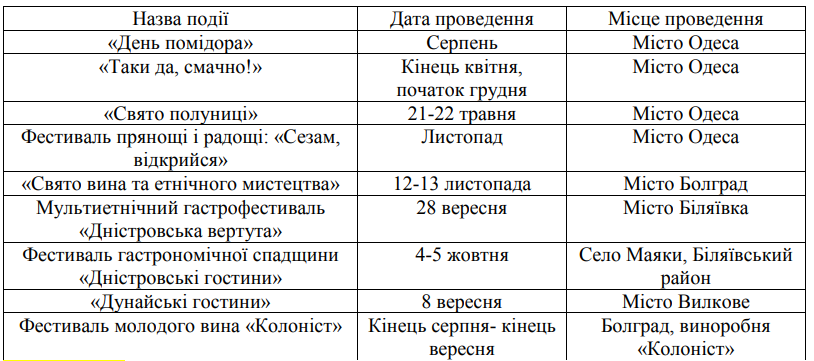 Назва події Дата проведення Місце проведення
«День помідора» Серпень Місто Одеса
«Таки да, смачно!» Кінець квітня, Місто Одеса
початок грудня
«Свято полуниці» 21-22 травня Місто Одеса
Фестиваль прянощі і радощі: «Сезам, Листопад Місто Одеса
відкрийся»
«Свято вина та етнічного мистецтва» 12-13 листопада Місто Болград
Мультиетнічний гастрофестиваль 28 вересня Місто Біляївка
«Дністровська вертута»
Фестиваль гастрономічної спадщини 4-5 жовтня Село Маяки, Біляївський
«Дністровські гостини» район
«Дунайські гостини» 8 вересня Місто Вилкове
Фестиваль молодого вина «Колоніст» Кінець серпня- кінець Болград, виноробня
вересня «Колоніст»